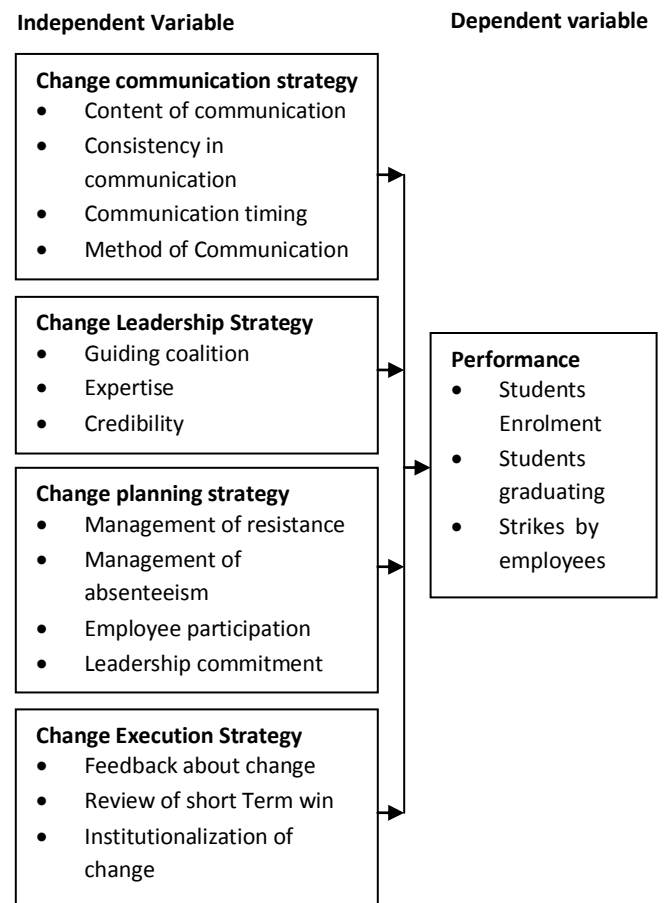 Independent Variable
Dependent variable
Change communication strategy
• Content of communication
• Consistency in
communication
• Communication timing
• Method of Communication
Change Leadership Strategy
• Guiding coalition
• Expertise
• Credibility
Change planning strategy
• Management of resistance
• Management of
absenteeism
• Employee participation
• Leadership commitment
Change Execution Strategy
• Feedback about change
• Review of short Term win
• Institutionalization of
change
Performance
• Students
Enrolment
• Students
graduating
• Strikes by
employees